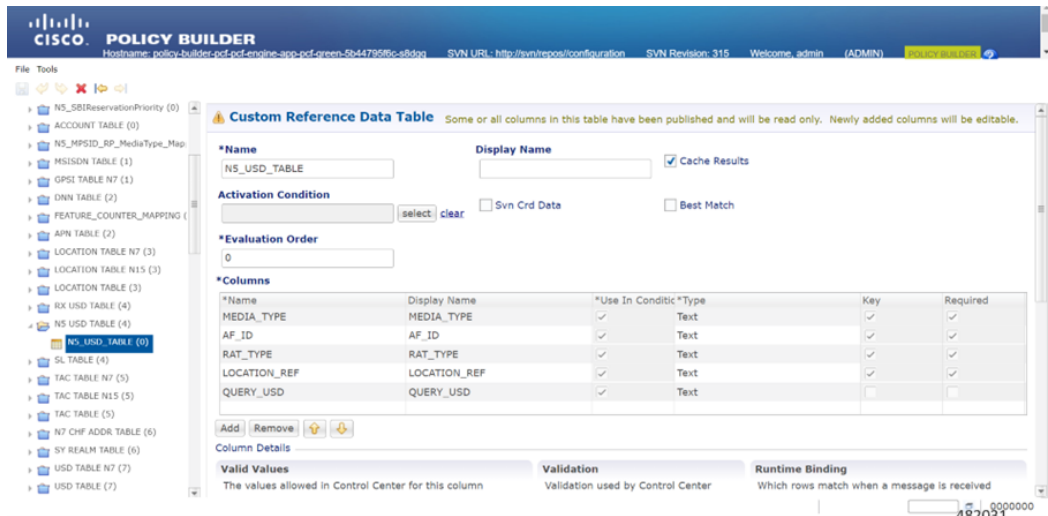 CISCO. POLICY BUILDER
Hostname: policy-builder-pcf-pcf-engine-app-pcf-green-5b44795f6c-s8dgg SVN URL: http://svn/repos//configuration SVN Revision: 315 Welcome, admin (ADMIN) POLICY BUILDER
File Tools
N5_SBIReservationPriority (0)
ACCOUNT TABLE (0)
N5_MPSID_RP_MediaType_Map
MSISDN TABLE (1)
GPSI TABLE N7 (1)
DNN TABLE (2)
FEATURE_COUNTER_MAPPING (
APN TABLE (2)
LOCATION TABLE N7 (3)
LOCATION TABLE N15 (3)
LOCATION TABLE (3)
RX USD TABLE (4)
N5 USD TABLE (4)
N5_USD_TABLE (0)
SL TABLE (4)
TAC TABLE N7 (5)
TAC TABLE N15 (5)
TAC TABLE (5)
N7 CHF ADDR TABLE (6)
SY REALM TABLE (6)
USD TABLE N7 (7)
USD TABLE (7)
Custom Reference Data Table Some or all columns in this table have been published and will be read only. Newly added columns will be editable.
*Name Display Name
N5_USD_TABLE Cache Results
Activation Condition
select clear Svn Crd Data Best Match
*Evaluation Order
0
*Columns
*Name Display Name *Use In Conditic *Type Key Required
MEDIA_TYPE MEDIA_TYPE Text
AF_ID AF_ID Text
RAT_TYPE RAT_TYPE Text
LOCATION_REF LOCATION_REF Text
QUERY_USD QUERY_USD Text
Add Remove
Column Details
Valid Values Validation Runtime Binding
The values allowed in Control Center for this column Validation used by Control Center Which rows match when a message is received
0000000
482031